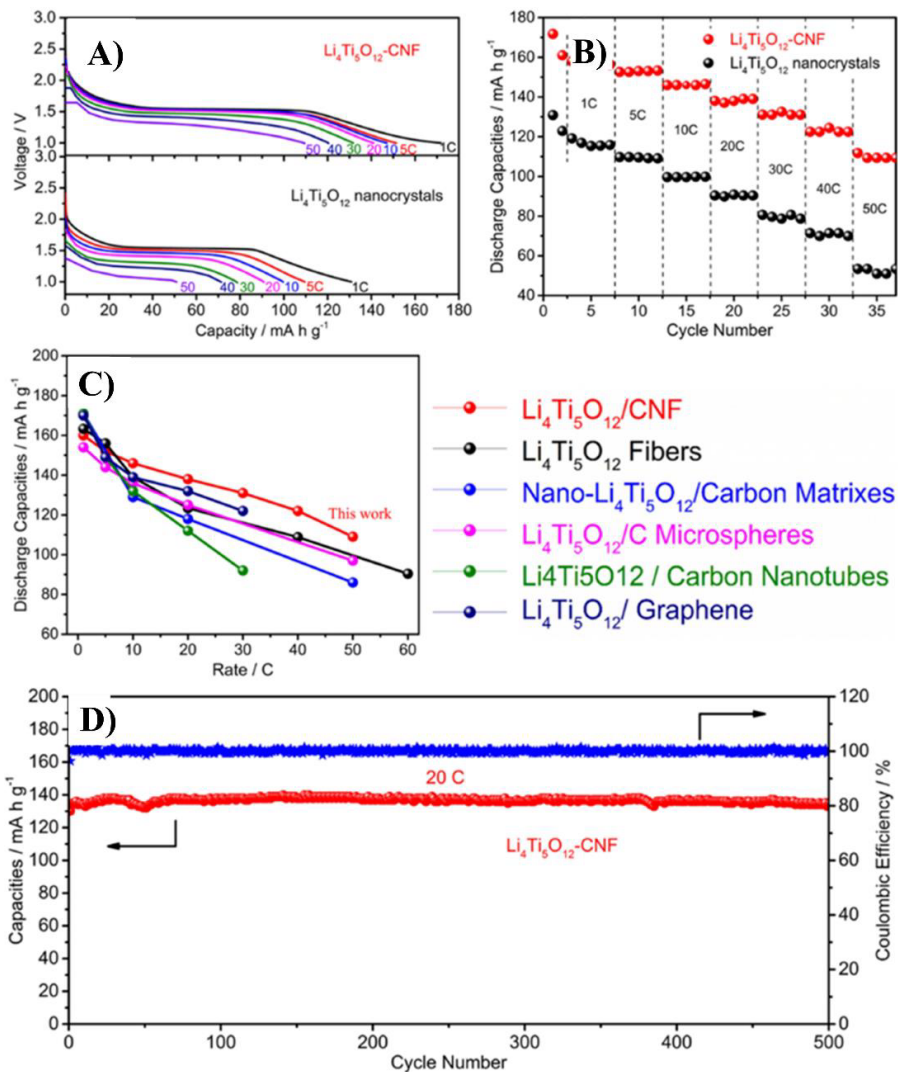 A)
Li₄Ti₅O₁₂-CNF
3.0
2.5
2.0
1.5
1.0
50 40 30 20 10 5C 1C
Voltage / V
3.0
2.0
1.5
1.0
Li₄Ti₅O₁₂ nanocrystals
50 40 30 20 10 5C 1C
0 20 40 60 80 100 120 140 160 180
Capacity / mA h g⁻¹
B)
Li₄Ti₅O₁₂-CNF
Li₄Ti₅O₁₂ nanocrystals
180
160
140
120
100
80
60
40
Discharge Capacities / mA h g⁻¹
1C
5C
10C
20C
30C
40C
50C
0 5 10 15 20 25 30 35
Cycle Number
C)
200
180
160
140
120
100
80
60
Discharge Capacities / mA h g⁻¹
This work
0 10 20 30 40 50 60
Rate / C
Li₄Ti₅O₁₂/CNF
Li₄Ti₅O₁₂ Fibers
Nano-Li₄Ti₅O₁₂/Carbon Matrixes
Li₄Ti₅O₁₂/C Microspheres
Li4Ti5O12 / Carbon Nanotubes
Li₄Ti₅O₁₂/ Graphene
D)
200
180
160
140
120
100
80
60
40
20
0
Capacities / mA h g⁻¹
20 C
Li₄Ti₅O₁₂-CNF
120
100
80
60
40
20
0
Coulombic Efficiency / %
0 100 200 300 400 500
Cycle Number